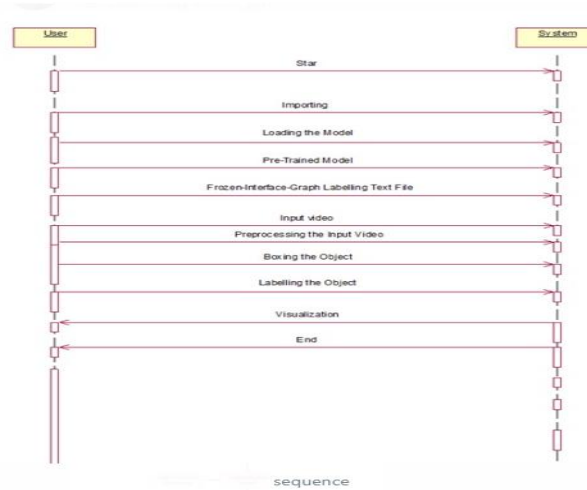 User System
Star
Importing
Loading the Model
Pre-Trained Model
Frozen-Interface-Graph Labelling Text File
Input video
Preprocessing the Input Video
Boxing the Object
Labelling the Object
Visualization
End
sequence